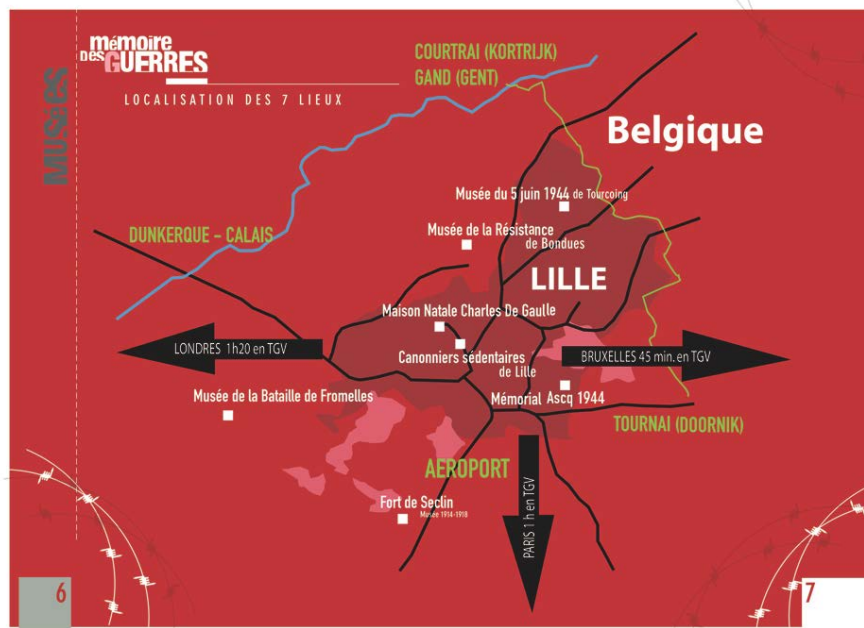 MUSÉES
mémoire
DES GUERRES
LOCALISATION DES 7 LIEUX
COURTRAI (KORTRIJK)
GAND (GENT)
Belgique
Musée du 5 juin 1944 de Tourcoing
Musée de la Résistance
de Bondues
DUNKERQUE - CALAIS
LILLE
Maison Natale Charles De Gaulle
LONDRES 1h20 en TGV
Canonniers sédentaires
de Lille
BRUXELLES 45 min. en TGV
Musée de la Bataille de Fromelles
Mémorial Ascq 1944
TOURNAI (DOORNIK)
AEROPORT
Fort de Seclin
Musée 1914-1918
PARIS 1 h en TGV
6
7